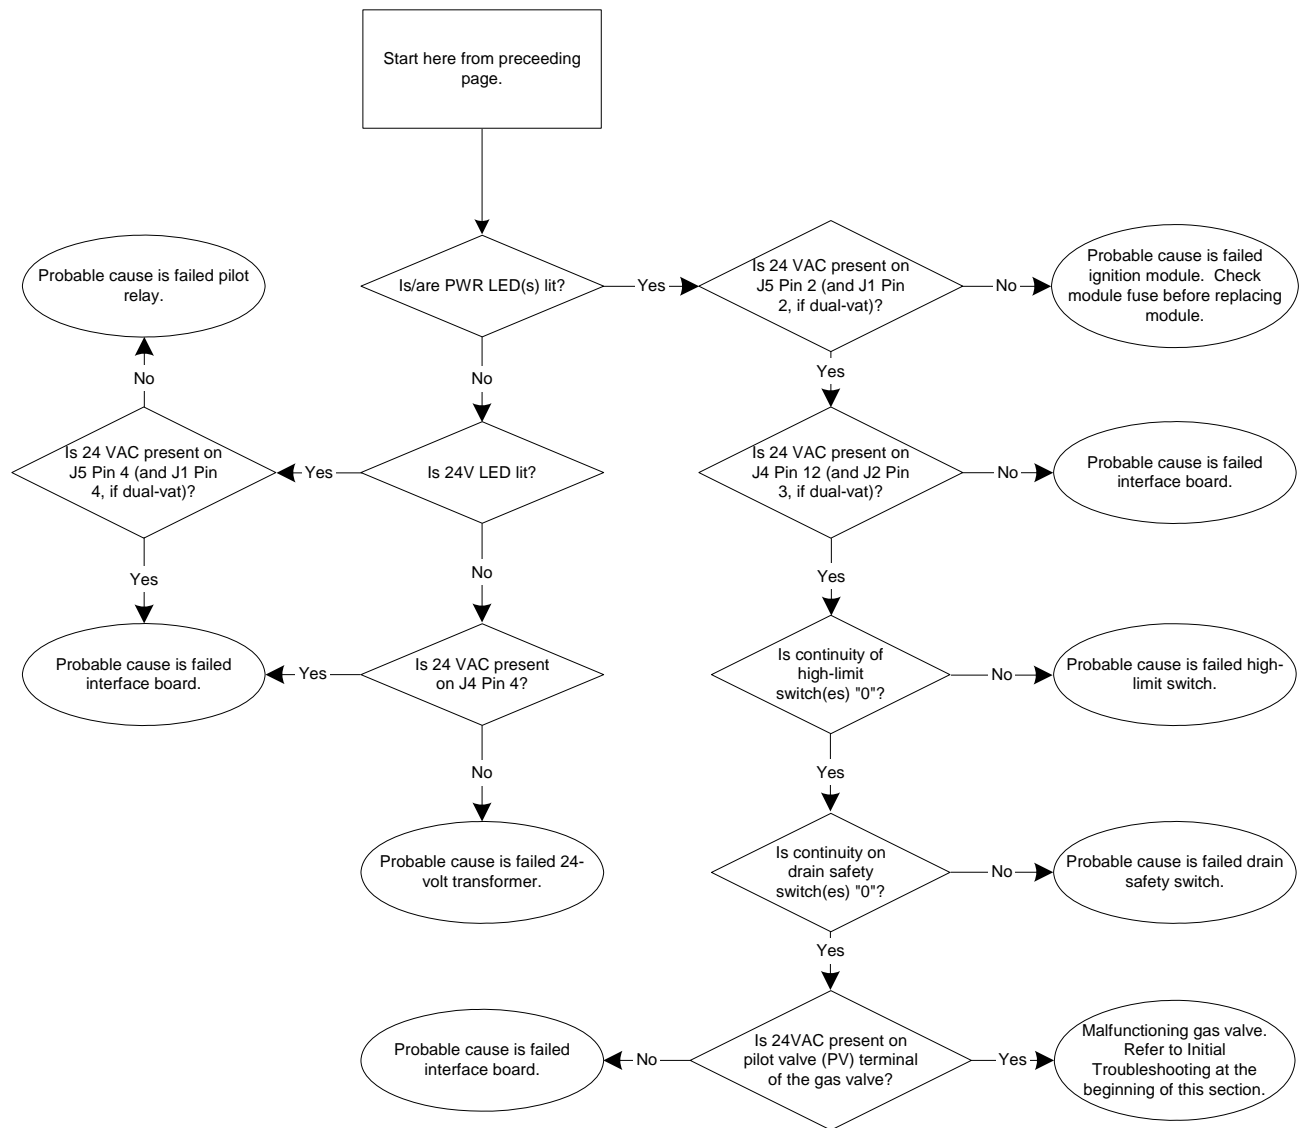 Start here from preceeding
page.
Is/are PWR LED(s) lit?
Yes
Is 24 VAC present on
J5 Pin 2 (and J1 Pin
2, if dual-vat)?
No
Probable cause is failed
ignition module.  Check
module fuse before replacing
module.
Probable cause is failed pilot
relay.
No
No
Yes
Is 24 VAC present on
J5 Pin 4 (and J1 Pin
4, if dual-vat)?
Yes
Is 24V LED lit?
Is 24 VAC present on
J4 Pin 12 (and J2 Pin
3, if dual-vat)?
No
Probable cause is failed
interface board.
Yes
No
Yes
Probable cause is failed
interface board.
Yes
Is 24 VAC present
on J4 Pin 4?
Is continuity of
high-limit
switch(es) "0"?
No
Probable cause is failed high-
limit switch.
No
Yes
Probable cause is failed 24-
volt transformer.
Is continuity on
drain safety
switch(es) "0"?
No
Probable cause is failed drain
safety switch.
Yes
Probable cause is failed
interface board.
No
Is 24VAC present on
pilot valve (PV) terminal
of the gas valve?
Yes
Malfunctioning gas valve.
Refer to Initial
Troubleshooting at the
beginning of this section.